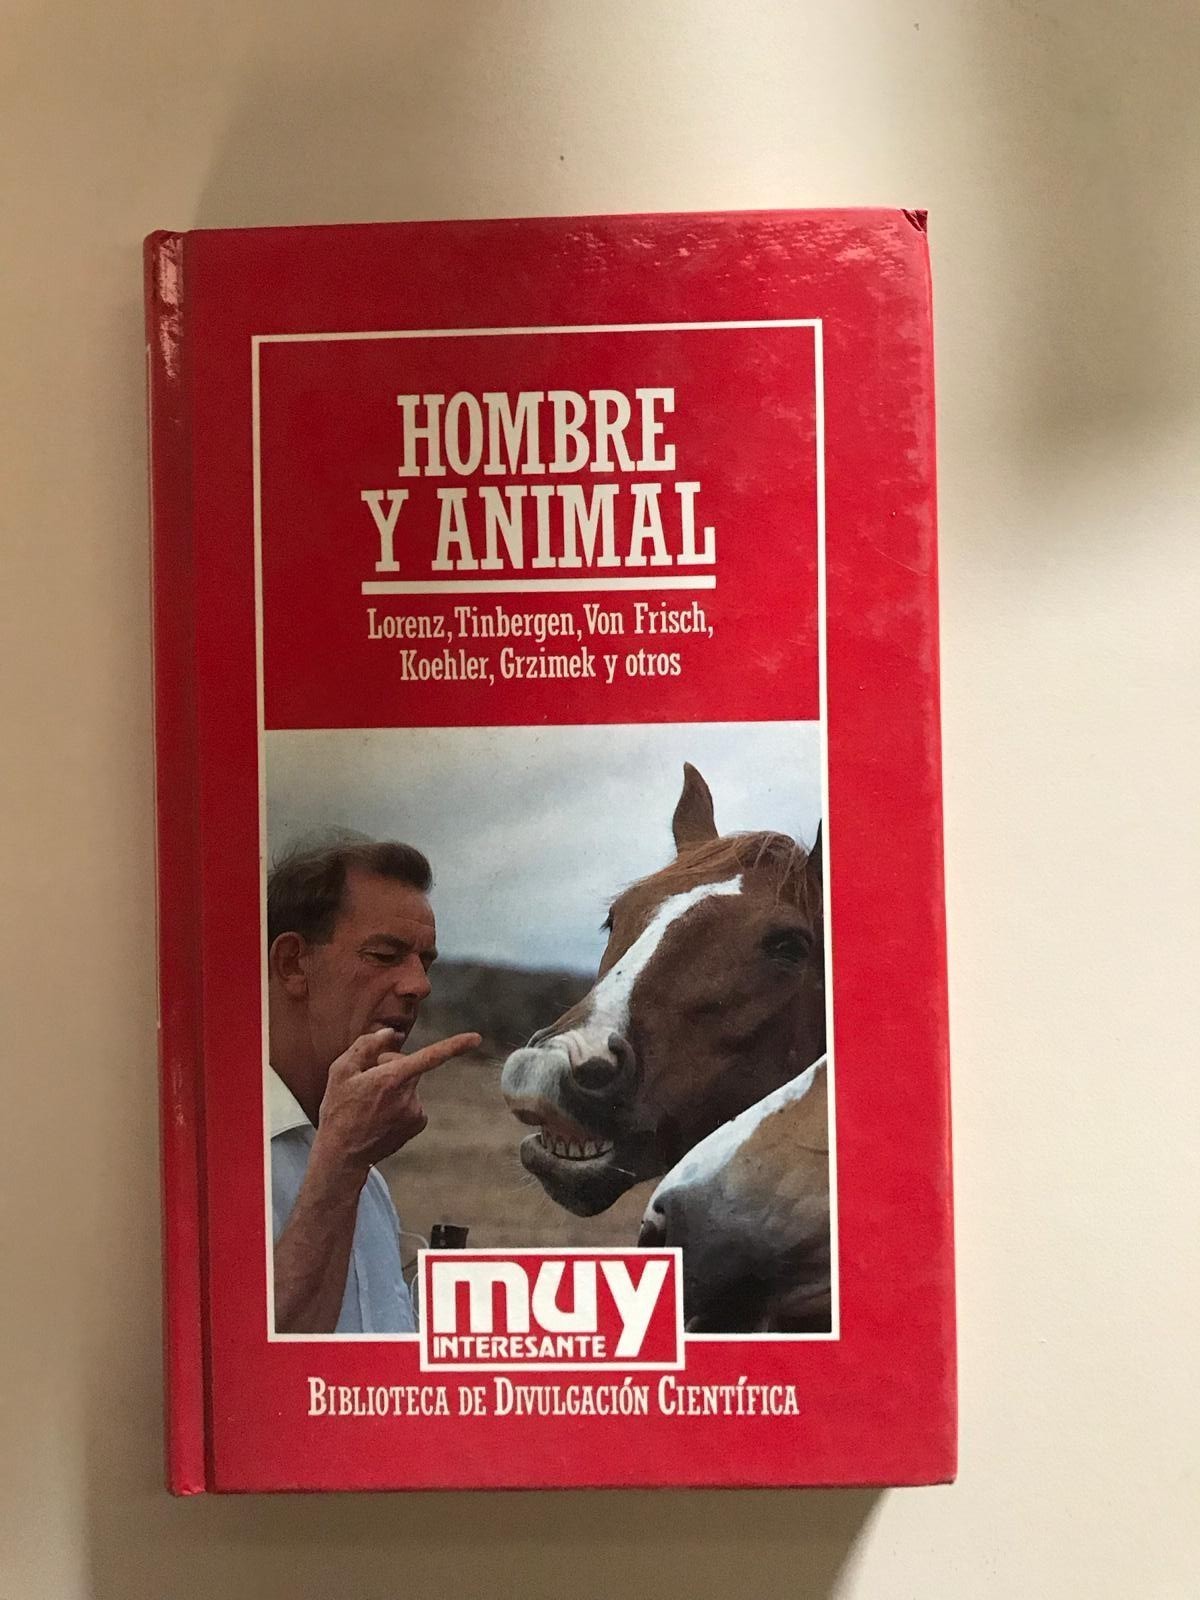 HOMBRE
Y ANIMAL
Lorenz, Tinbergen, Von Frisch,
Koehler, Grzimek y otros
muy
INTERESANTE
BIBLIOTECA DE DIVULGACIÓN CIENTÍFICA